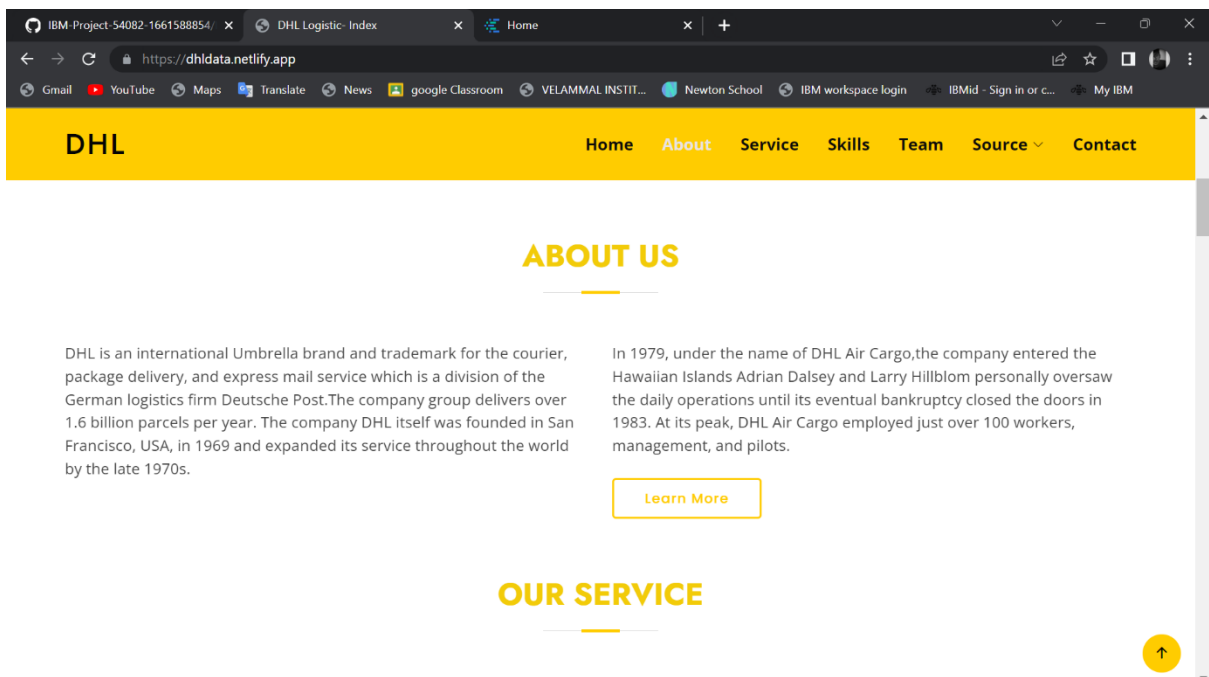 IBM-Project-54082-1661588854/
DHL Logistic- Index
Home
https://dhldata.netlify.app
Gmail
YouTube
Maps
Translate
News
google Classroom
VELAMMAL INSTIT...
Newton School
IBM workspace login
IBMid - Sign in or c...
My IBM
DHL
Home
About
Service
Skills
Team
Source
Contact
ABOUT US
DHL is an international Umbrella brand and trademark for the courier,
package delivery, and express mail service which is a division of the
German logistics firm Deutsche Post.The company group delivers over
1.6 billion parcels per year. The company DHL itself was founded in San
Francisco, USA, in 1969 and expanded its service throughout the world
by the late 1970s.
In 1979, under the name of DHL Air Cargo,the company entered the
Hawaiian Islands Adrian Dalsey and Larry Hillblom personally oversaw
the daily operations until its eventual bankruptcy closed the doors in
1983. At its peak, DHL Air Cargo employed just over 100 workers,
management, and pilots.
Learn More
OUR SERVICE